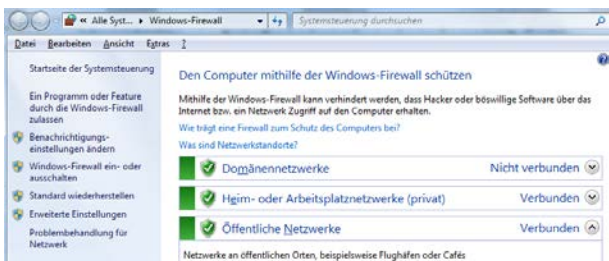 « Alle Syst... ▸ Windows-Firewall
Systemsteuerung durchsuchen
Datei Bearbeiten Ansicht Extras ?
Startseite der Systemsteuerung
Ein Programm oder Feature
durch die Windows-Firewall
zulassen
Benachrichtigungs-
einstellungen ändern
Windows-Firewall ein- oder
ausschalten
Standard wiederherstellen
Erweiterte Einstellungen
Problembehandlung für
Netzwerk
Den Computer mithilfe der Windows-Firewall schützen
Mithilfe der Windows-Firewall kann verhindert werden, dass Hacker oder böswillige Software über das
Internet bzw. ein Netzwerk Zugriff auf den Computer erhalten.
Wie trägt eine Firewall zum Schutz des Computers bei?
Was sind Netzwerkstandorte?
Domänennetzwerke Nicht verbunden
Heim- oder Arbeitsplatznetzwerke (privat) Verbunden
Öffentliche Netzwerke Verbunden
Netzwerke an öffentlichen Orten, beispielsweise Flughäfen oder Cafés